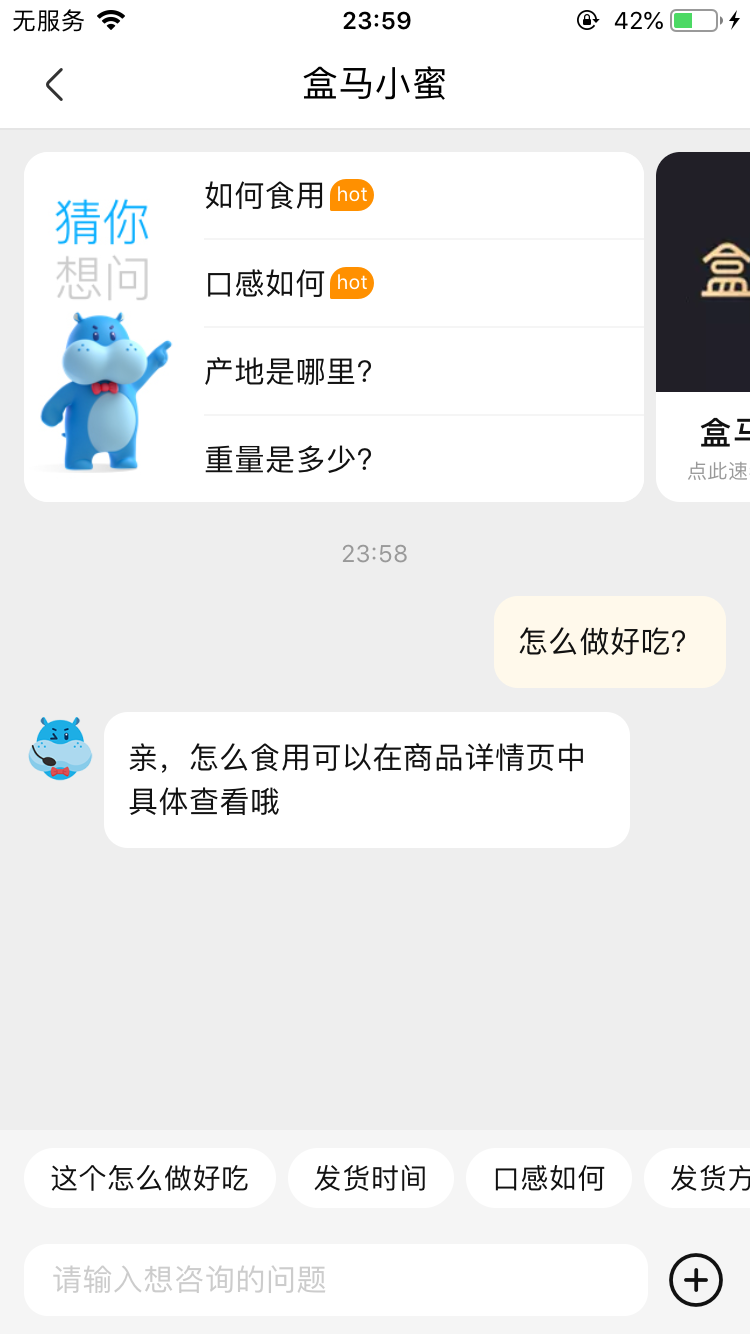 无服务
23:59
42%
盒马小蜜
猜你
想问
如何食用 hot
口感如何 hot
产地是哪里?
重量是多少?
盒
盒马
点此速
23:58
怎么做好吃?
亲，怎么食用可以在商品详情页中
具体查看哦
这个怎么做好吃
发货时间
口感如何
发货方
请输入想咨询的问题